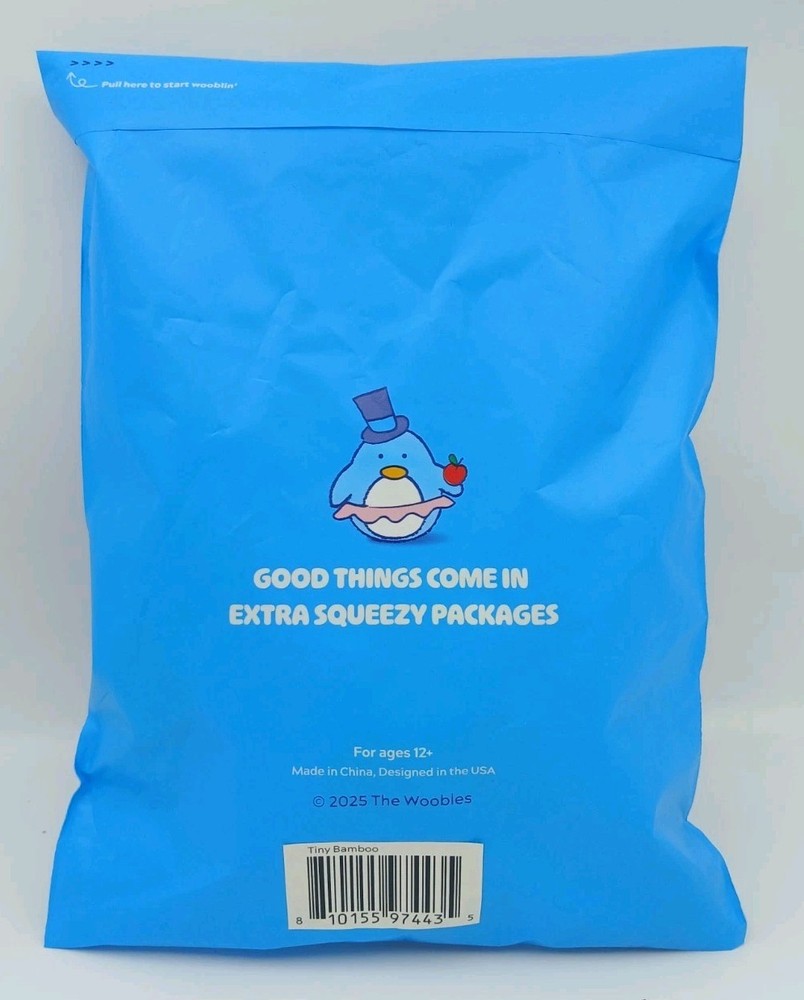 >>>>
Pull here to start wooblin'
GOOD THINGS COME IN
EXTRA SQUEEZY PACKAGES
For ages 12+
Made in China, Designed in the USA
© 2025 The Woobles
Tiny Bamboo
8 10155 97443 5